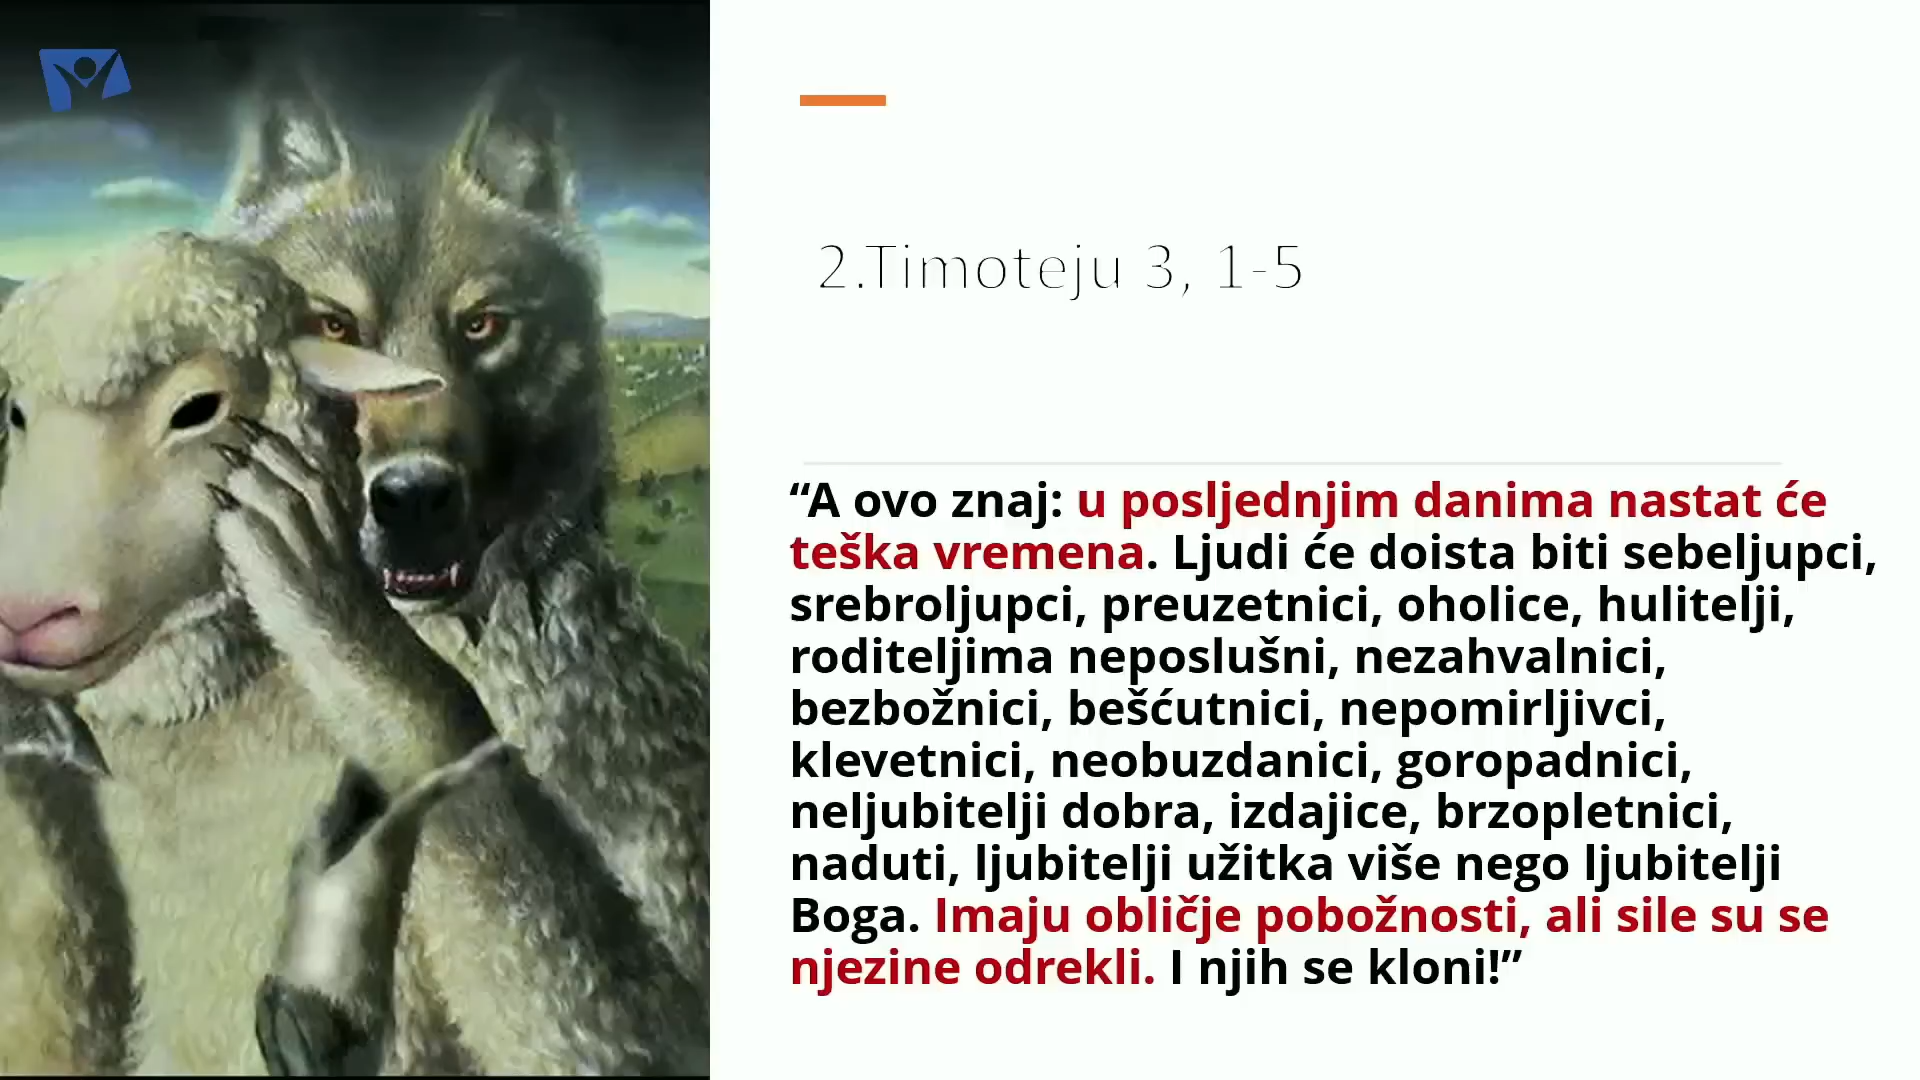 2.Timoteju 3, 1-5
“A ovo znaj: u posljednjim danima nastat će
teška vremena. Ljudi će doista biti sebeljupci,
srebroljupci, preuzetnici, oholice, hulitelji,
roditeljima neposlušni, nezahvalnici,
bezbožnici, bešćutnici, nepomirljivci,
klevetnici, neobuzdanici, goropadnici,
neljubitelji dobra, izdajice, brzopletnici,
naduti, ljubitelji užitka više nego ljubitelji
Boga. Imaju obličje pobožnosti, ali sile su se
njezine odrekli. I njih se kloni!”